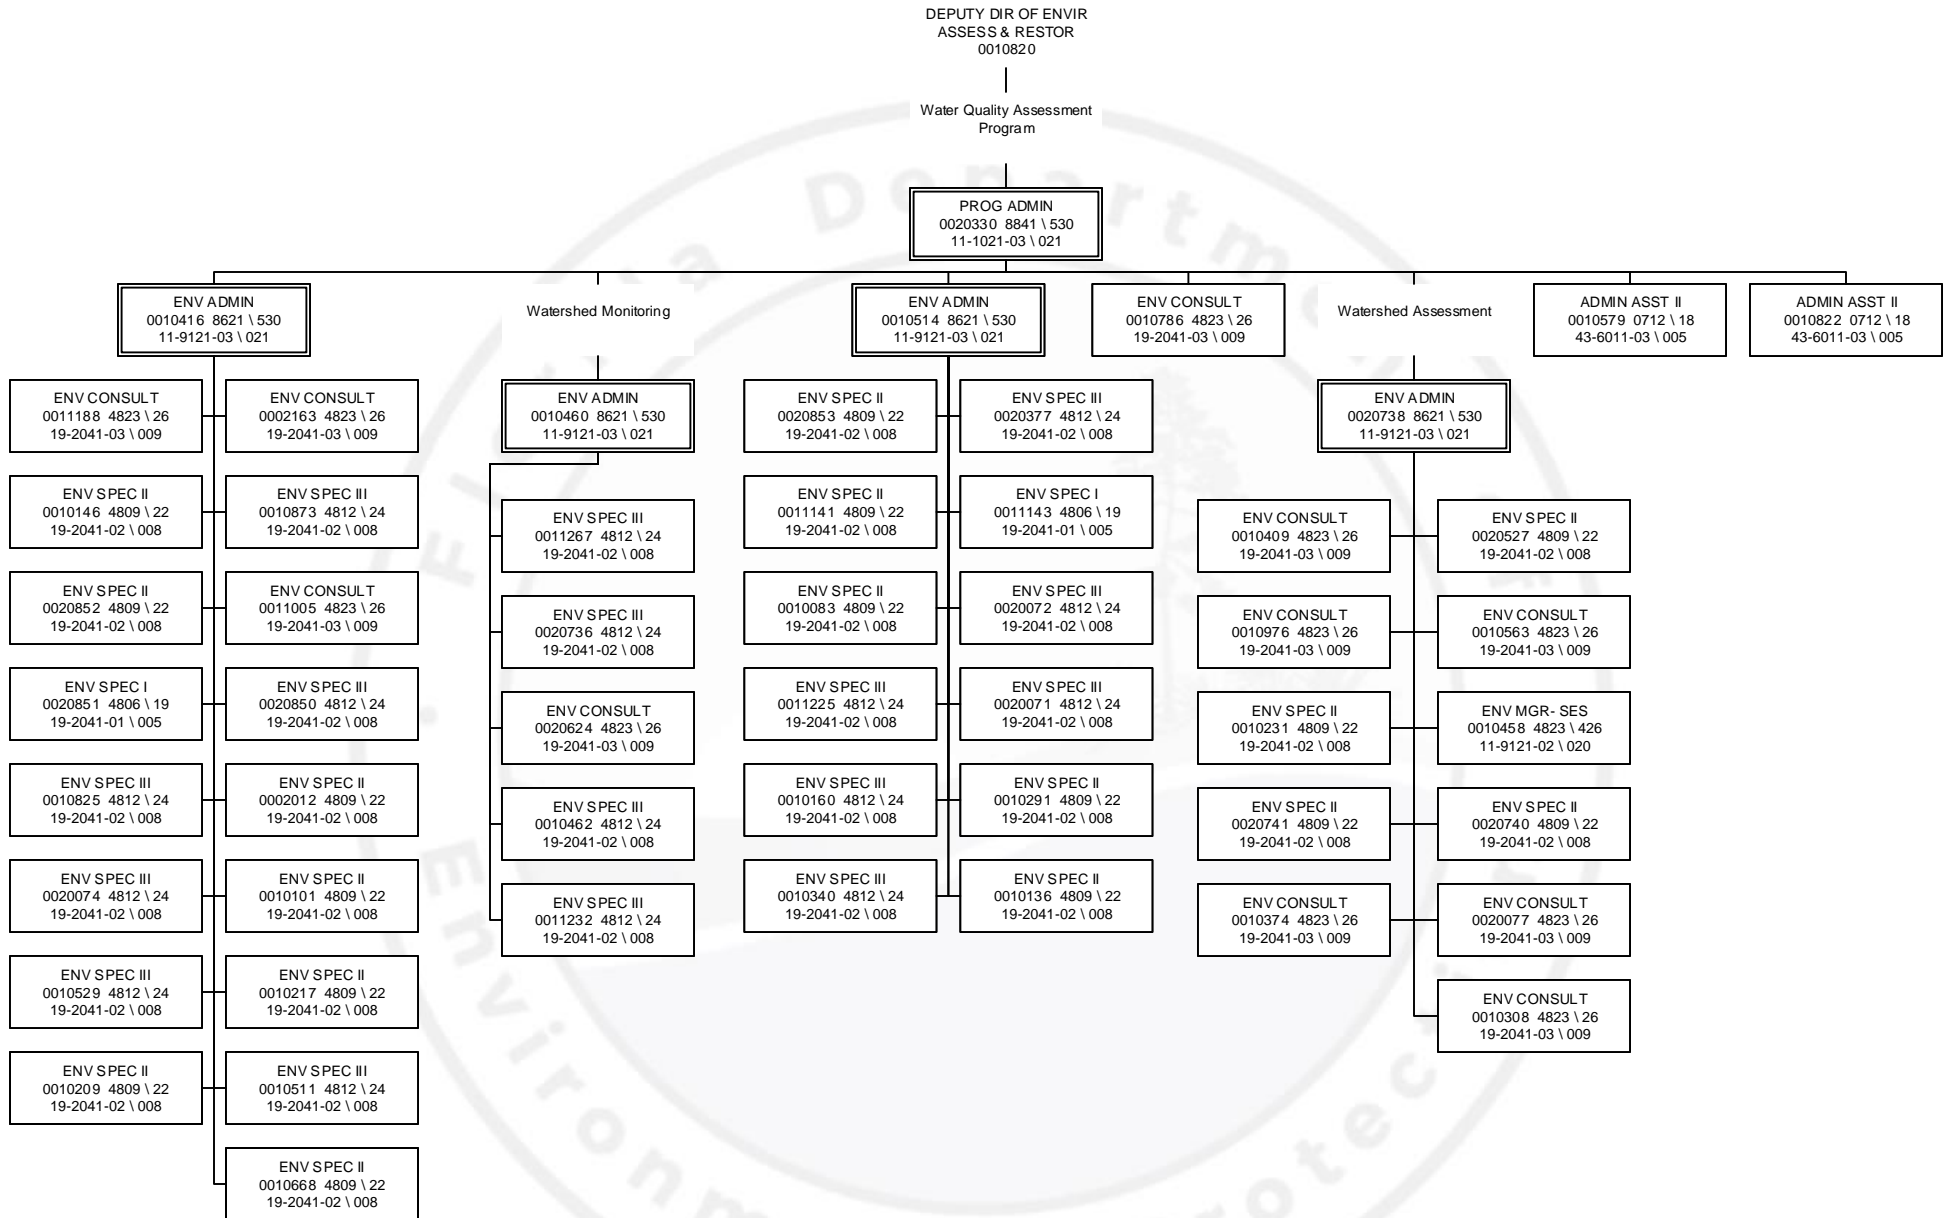 DEPUTY DIR OF ENVIR
ASSESS & RESTOR
0010820
Water Quality Assessment
Program
PROG ADMIN
0020330 8841 \ 530
11-1021-03 \ 021
ENV ADMIN
0010416 8621 \ 530
11-9121-03 \ 021
Watershed Monitoring
ENV ADMIN
0010514 8621 \ 530
11-9121-03 \ 021
ENV CONSULT
0010786 4823 \ 26
19-2041-03 \ 009
Watershed Assessment
ADMIN ASST II
0010579 0712 \ 18
43-6011-03 \ 005
ADMIN ASST II
0010822 0712 \ 18
43-6011-03 \ 005
ENV CONSULT
0011188 4823 \ 26
19-2041-03 \ 009
ENV CONSULT
0002163 4823 \ 26
19-2041-03 \ 009
ENV SPEC II
0010146 4809 \ 22
19-2041-02 \ 008
ENV SPEC III
0010873 4812 \ 24
19-2041-02 \ 008
ENV SPEC II
0020852 4809 \ 22
19-2041-02 \ 008
ENV CONSULT
0011005 4823 \ 26
19-2041-03 \ 009
ENV SPEC I
0020851 4806 \ 19
19-2041-01 \ 005
ENV SPEC III
0020850 4812 \ 24
19-2041-02 \ 008
ENV SPEC III
0010825 4812 \ 24
19-2041-02 \ 008
ENV SPEC II
0002012 4809 \ 22
19-2041-02 \ 008
ENV SPEC III
0020074 4812 \ 24
19-2041-02 \ 008
ENV SPEC II
0010101 4809 \ 22
19-2041-02 \ 008
ENV SPEC III
0010529 4812 \ 24
19-2041-02 \ 008
ENV SPEC II
0010217 4809 \ 22
19-2041-02 \ 008
ENV SPEC II
0010209 4809 \ 22
19-2041-02 \ 008
ENV SPEC III
0010511 4812 \ 24
19-2041-02 \ 008
ENV SPEC II
0010668 4809 \ 22
19-2041-02 \ 008
ENV ADMIN
0010460 8621 \ 530
11-9121-03 \ 021
ENV SPEC III
0011267 4812 \ 24
19-2041-02 \ 008
ENV SPEC III
0020736 4812 \ 24
19-2041-02 \ 008
ENV CONSULT
0020624 4823 \ 26
19-2041-03 \ 009
ENV SPEC III
0010462 4812 \ 24
19-2041-02 \ 008
ENV SPEC III
0011232 4812 \ 24
19-2041-02 \ 008
ENV SPEC II
0020853 4809 \ 22
19-2041-02 \ 008
ENV SPEC III
0020377 4812 \ 24
19-2041-02 \ 008
ENV SPEC II
0011141 4809 \ 22
19-2041-02 \ 008
ENV SPEC I
0011143 4806 \ 19
19-2041-01 \ 005
ENV SPEC II
0010083 4809 \ 22
19-2041-02 \ 008
ENV SPEC III
0020072 4812 \ 24
19-2041-02 \ 008
ENV SPEC III
0011225 4812 \ 24
19-2041-02 \ 008
ENV SPEC III
0020071 4812 \ 24
19-2041-02 \ 008
ENV SPEC III
0010160 4812 \ 24
19-2041-02 \ 008
ENV SPEC II
0010291 4809 \ 22
19-2041-02 \ 008
ENV SPEC III
0010340 4812 \ 24
19-2041-02 \ 008
ENV SPEC II
0010136 4809 \ 22
19-2041-02 \ 008
ENV ADMIN
0020738 8621 \ 530
11-9121-03 \ 021
ENV CONSULT
0010409 4823 \ 26
19-2041-03 \ 009
ENV SPEC II
0020527 4809 \ 22
19-2041-02 \ 008
ENV CONSULT
0010976 4823 \ 26
19-2041-03 \ 009
ENV CONSULT
0010563 4823 \ 26
19-2041-03 \ 009
ENV SPEC II
0010231 4809 \ 22
19-2041-02 \ 008
ENV MGR- SES
0010458 4823 \ 426
11-9121-02 \ 020
ENV SPEC II
0020741 4809 \ 22
19-2041-02 \ 008
ENV SPEC II
0020740 4809 \ 22
19-2041-02 \ 008
ENV CONSULT
0010374 4823 \ 26
19-2041-03 \ 009
ENV CONSULT
0020077 4823 \ 26
19-2041-03 \ 009
ENV CONSULT
0010308 4823 \ 26
19-2041-03 \ 009